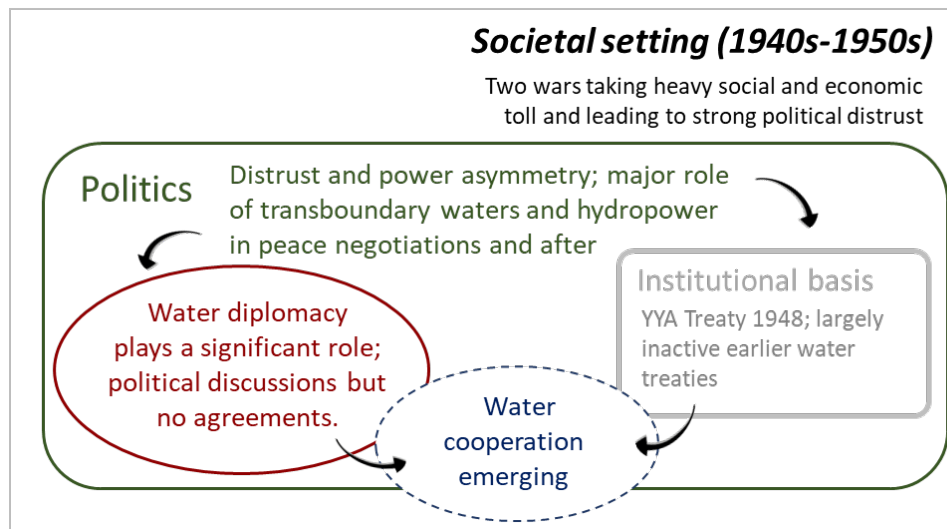 Societal setting (1940s-1950s)
Two wars taking heavy social and economic
toll and leading to strong political distrust
Politics
Distrust and power asymmetry; major role
of transboundary waters and hydropower
in peace negotiations and after
Water diplomacy
plays a significant role;
political discussions but
no agreements.
Institutional basis
YYA Treaty 1948; largely
inactive earlier water
treaties
Water
cooperation
emerging